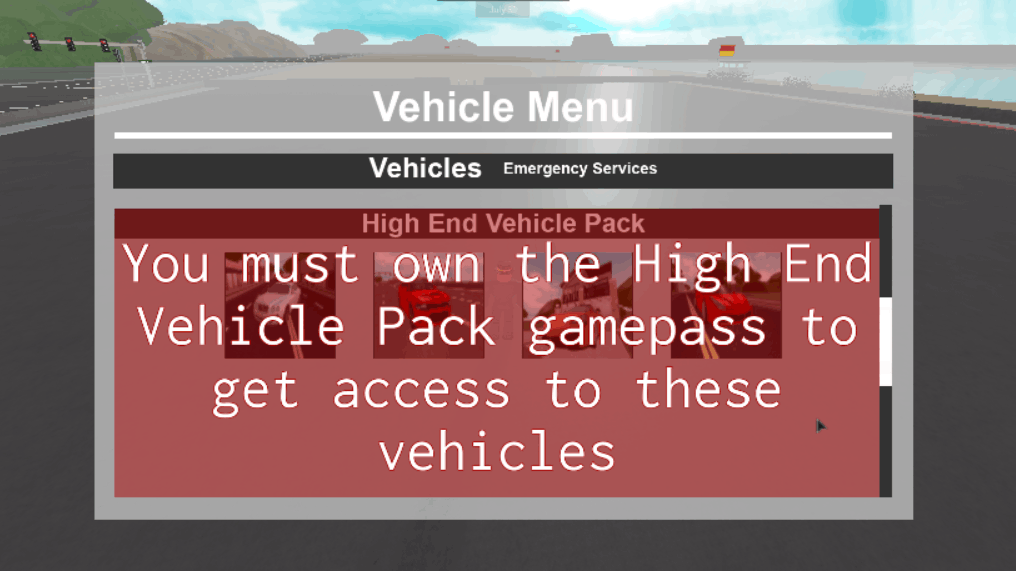 Vehicle Menu
Vehicles Emergency Services
High End Vehicle Pack
You must own the High End
Vehicle Pack gamepass to
get access to these
vehicles